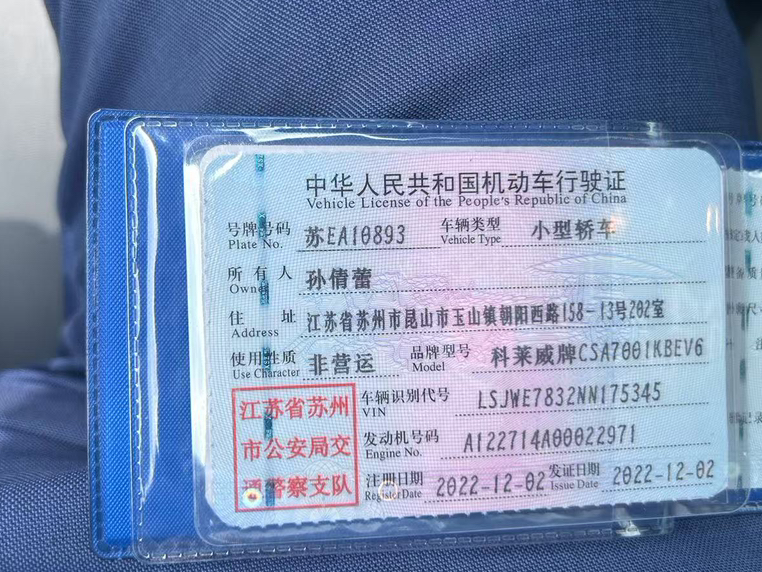 中华人民共和国机动车行驶证
Vehicle License of the People's Republic of China
号牌号码 苏EA10893 车辆类型 小型轿车
Plate No. Vehicle Type
所有人 孙倩蕾
Owner
住址 江苏省苏州市昆山市玉山镇朝阳西路158-13号202室
Address
使用性质 非营运 品牌型号 科莱威牌CSA7001KBEV6
Use Character Model
江苏省苏州 车辆识别代号 LSJWE7832NN175345
VIN
市公安局交 发动机号码 A122714A00022971
Engine No.
通警察支队 注册日期 2022-12-02 发证日期 2022-12-02
Register Date Issue Date